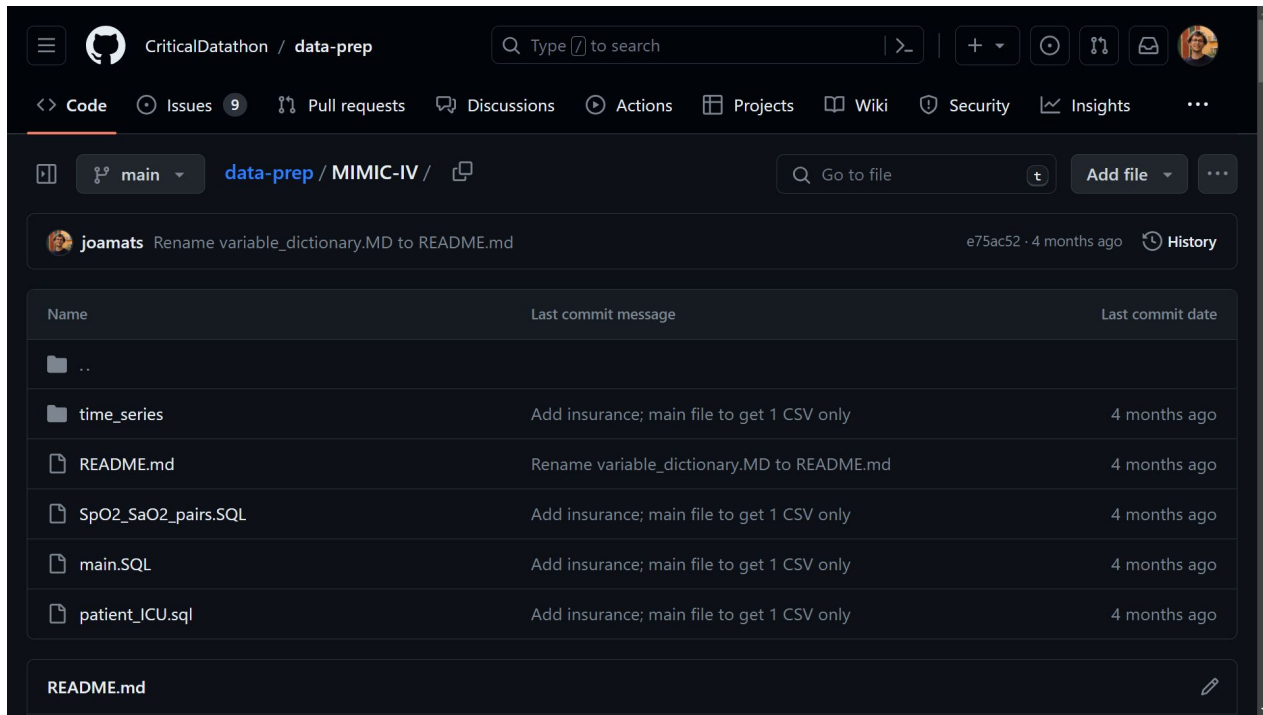 CriticalDatathon / data-prep Type / to search
Code Issues 9 Pull requests Discussions Actions Projects Wiki Security Insights ...
main data-prep / MIMIC-IV / Go to file t Add file ...
joamats Rename variable_dictionary.MD to README.md e75ac52 · 4 months ago History
Name Last commit message Last commit date
..
time_series Add insurance; main file to get 1 CSV only 4 months ago
README.md Rename variable_dictionary.MD to README.md 4 months ago
SpO2_SaO2_pairs.SQL Add insurance; main file to get 1 CSV only 4 months ago
main.SQL Add insurance; main file to get 1 CSV only 4 months ago
patient_ICU.sql Add insurance; main file to get 1 CSV only 4 months ago
README.md